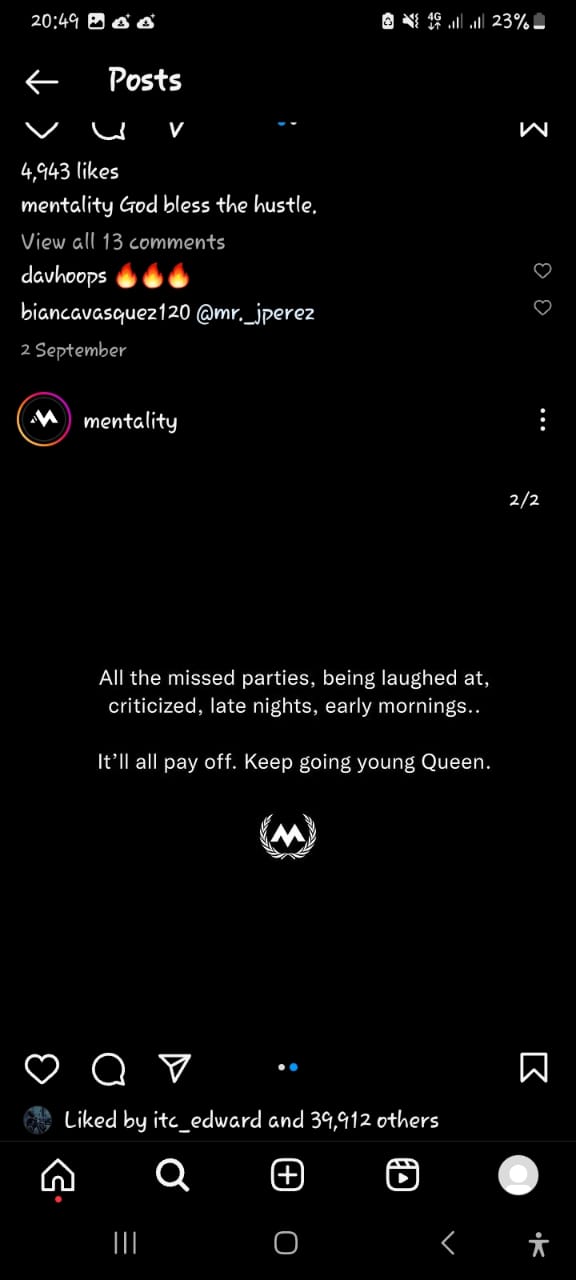 20:49 4G 23%
Posts
4,943 likes
mentality God bless the hustle.
View all 13 comments
davhoops 🔥🔥🔥
biancavasquez120 @mr._jperez
2 September
mentality
2/2
All the missed parties, being laughed at,
criticized, late nights, early mornings..
It'll all pay off. Keep going young Queen.
Liked by itc_edward and 39,912 others